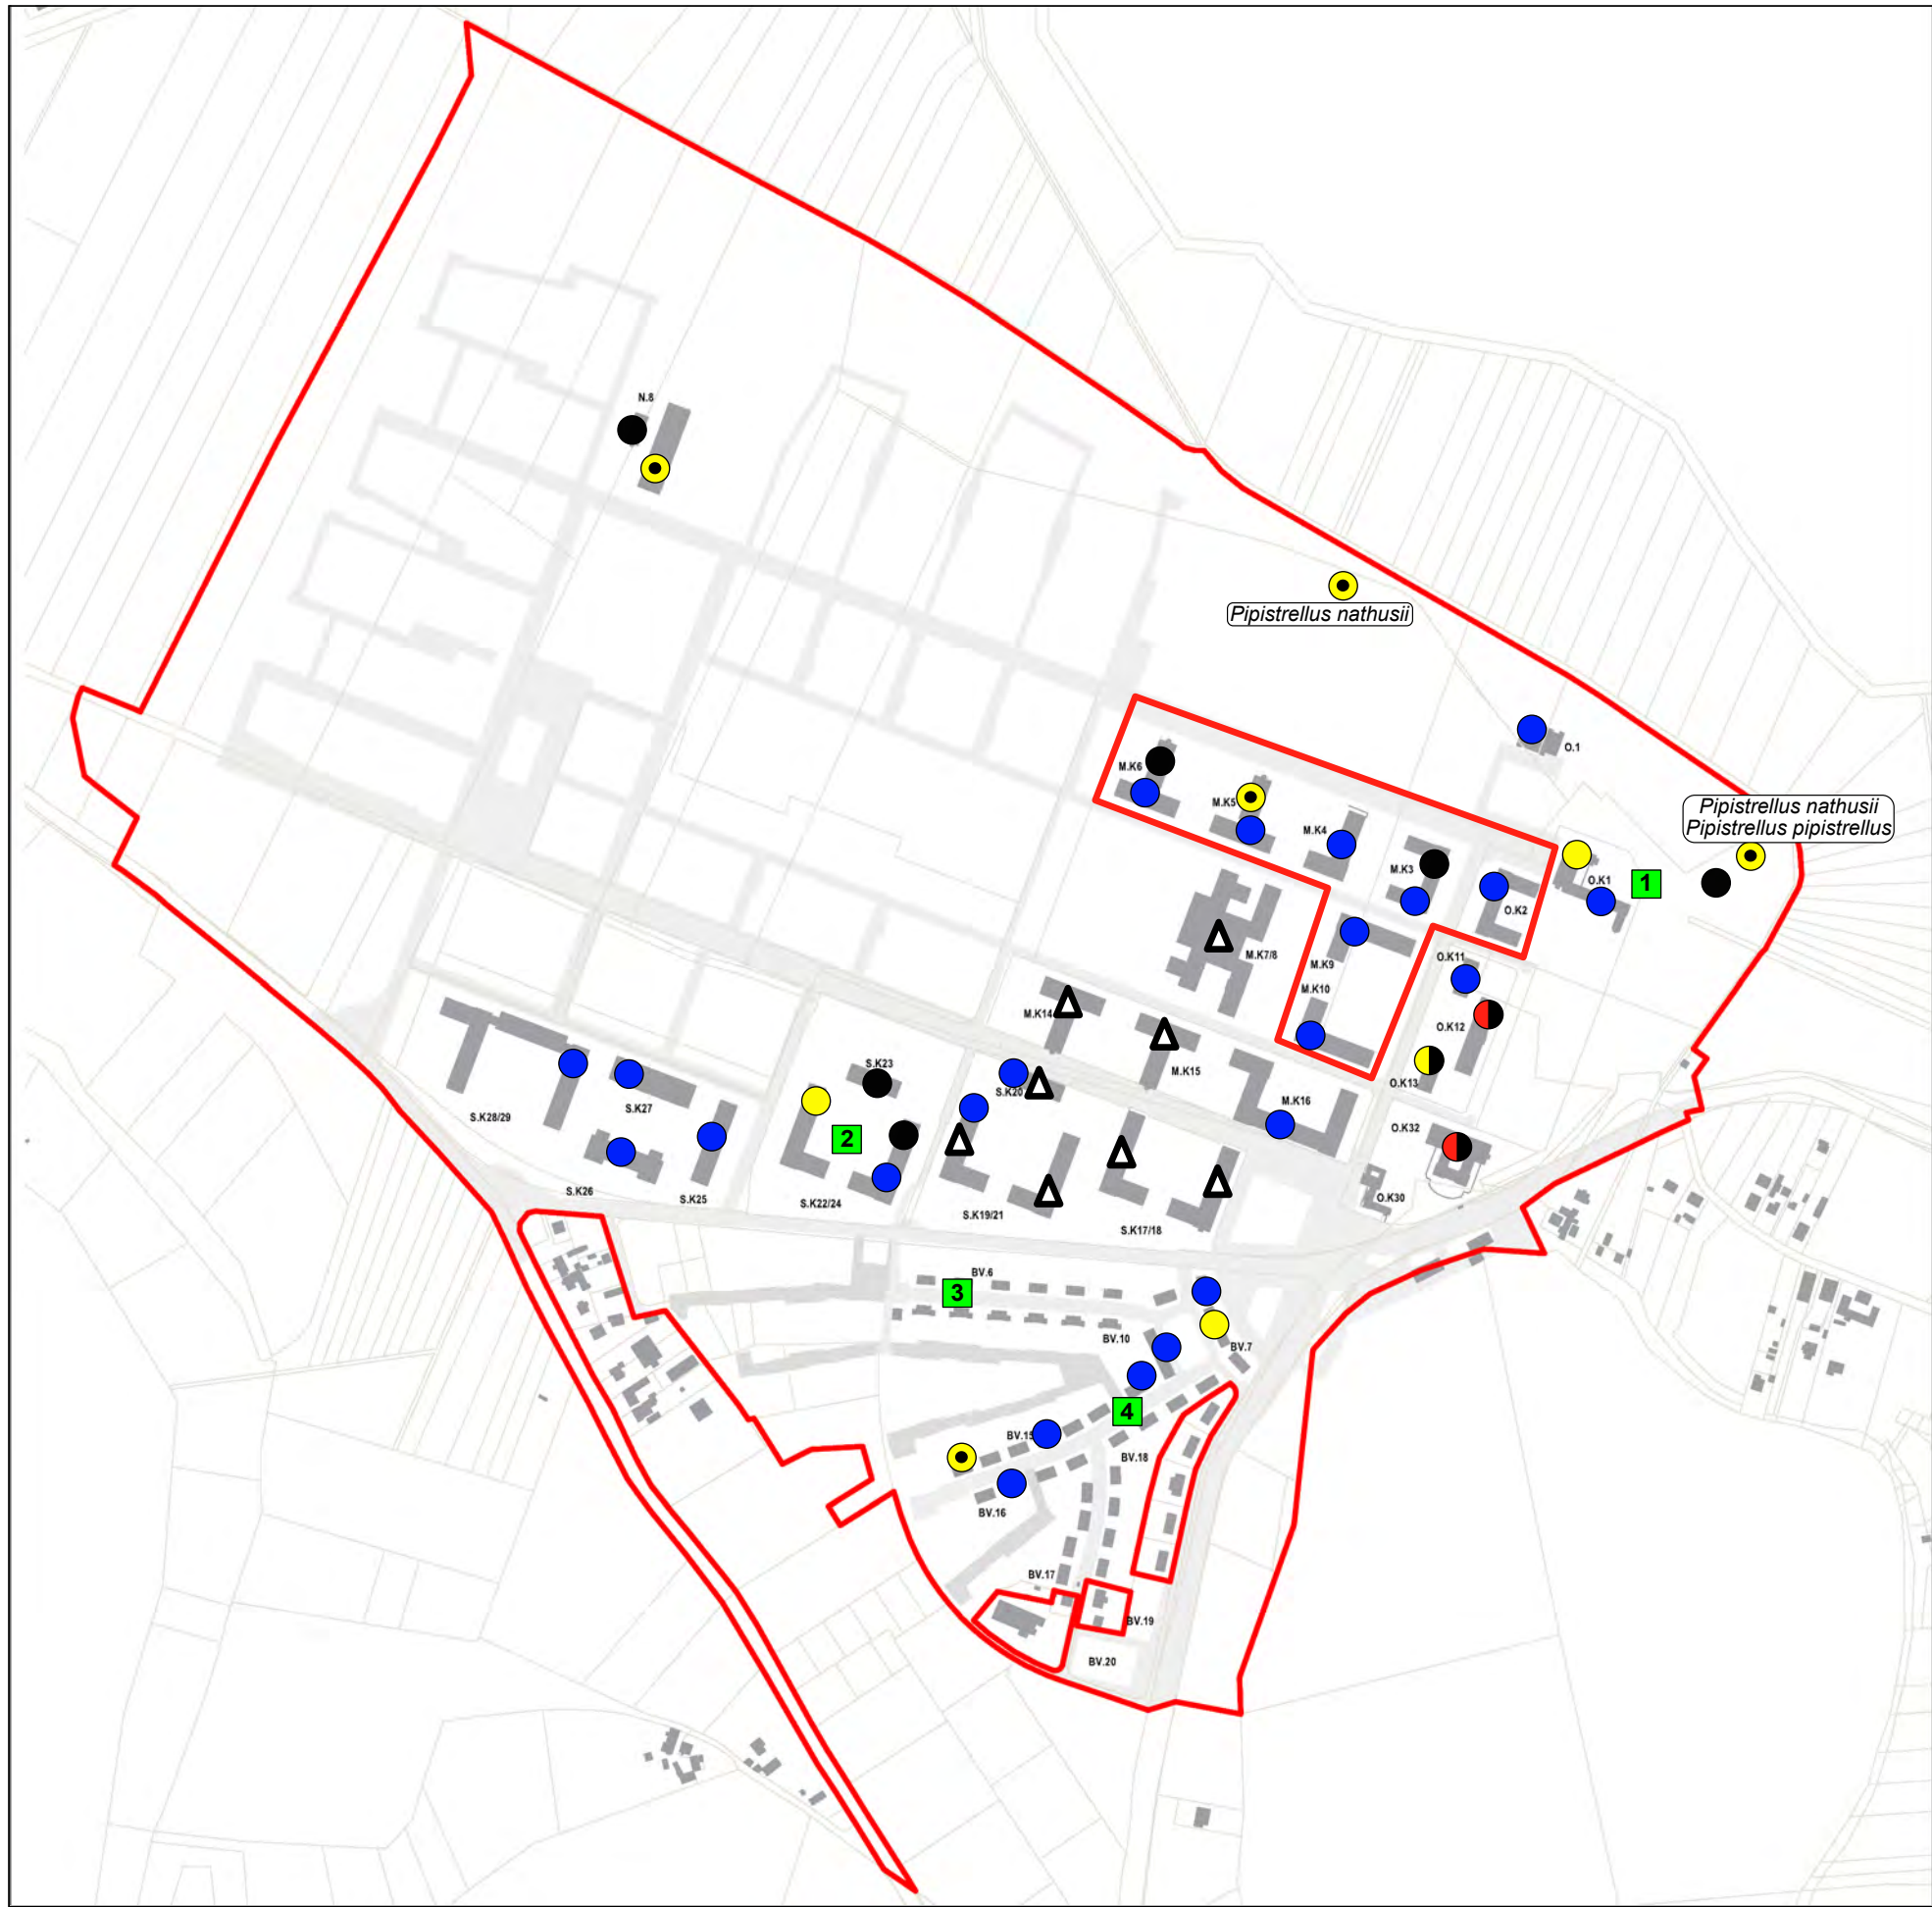 N.8
Pipistrellus nathusii
O.1
M.K6
M.K5
Pipistrellus nathusii
Pipistrellus pipistrellus
M.K4
M.K3
O.K1
1
O.K2
M.K7/8
M.K9
O.K11
M.K10
M.K14
O.K12
S.K23
M.K15
O.K13
S.K20
S.K27
M.K16
S.K28/29
2
O.K32
S.K26
S.K25
S.K22/24
S.K19/21
S.K17/18
O.K30
BV.6
3
BV.10
BV.7
4
BV.15
BV.18
BV.16
BV.17
BV.19
BV.20